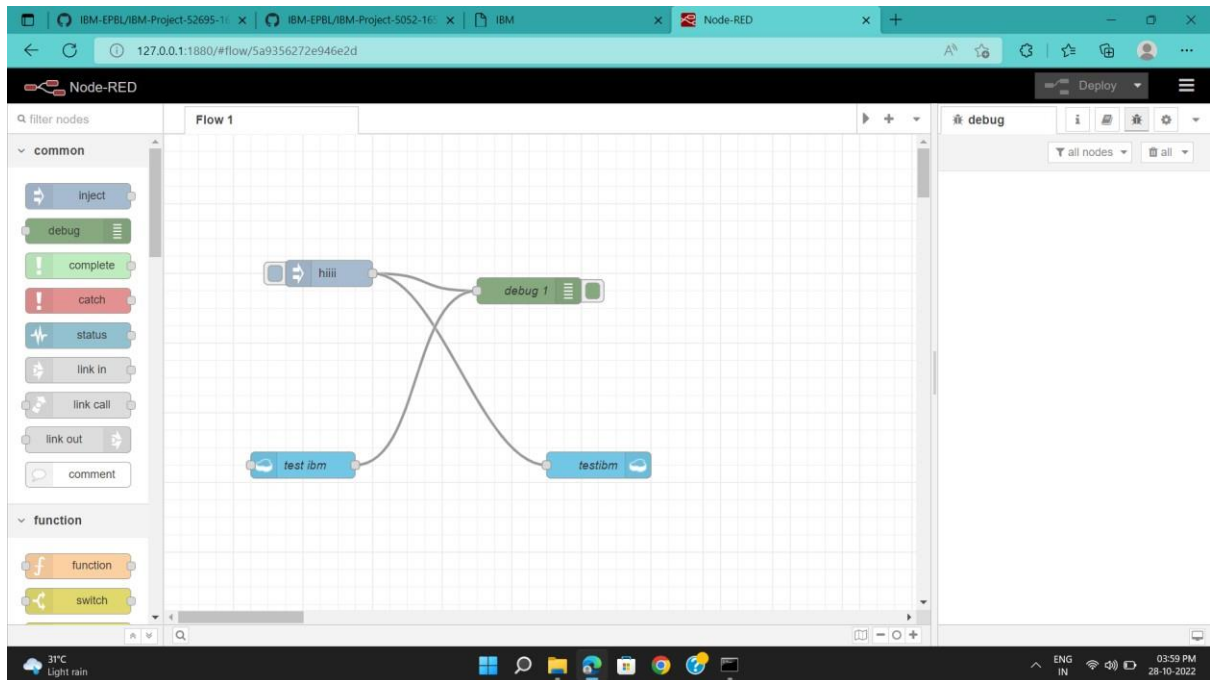 IBM-EPBL/IBM-Project-52695-16
IBM-EPBL/IBM-Project-5052-165
IBM
Node-RED
127.0.0.1:1880/#flow/5a9356272e946e2d
Node-RED
Deploy
filter nodes
Flow 1
debug
all nodes
all
common
inject
debug
complete
catch
status
link in
link call
link out
comment
function
function
switch
hiiii
debug 1
test ibm
testibm
31°C
Light rain
ENG
IN
03:59 PM
28-10-2022